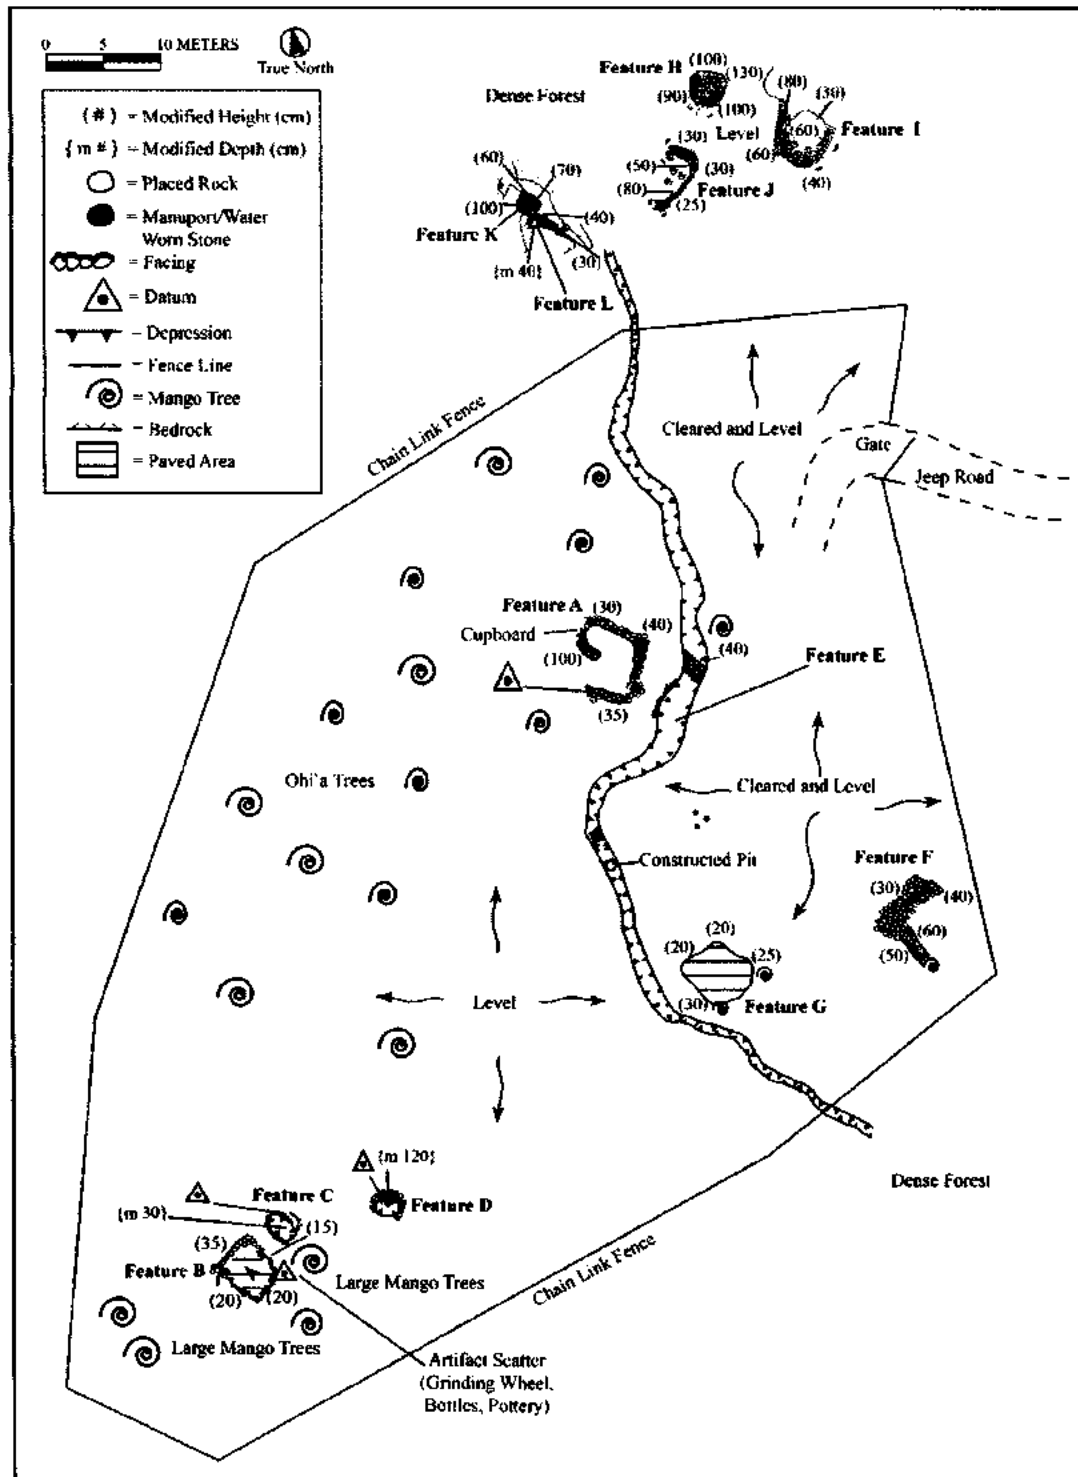 0 5 10 METERS
True North
(#) = Modified Height (cm)
{m #} = Modified Depth (cm)
= Placed Rock
= Manuport/Water
Worn Stone
= Facing
= Datum
= Depression
= Fence Line
= Mango Tree
= Bedrock
= Paved Area
Dense Forest
Feature H
(100)
(130)
(90)
(100)
Level
(80)
(30)
(60)
Feature I
(60)
(40)
(30)
(50)
(30)
(80)
Feature J
(25)
(60)
(70)
(100)
(40)
Feature K
{m 40}
(30)
Feature L
Chain Link Fence
Cleared and Level
Gate
Jeep Road
Feature A
(30)
Cupboard
(40)
(100)
(35)
(40)
Feature E
Ohi'a Trees
Cleared and Level
Constructed Pit
Feature F
(30)
(40)
(60)
(50)
(20)
(20)
(25)
(30)
Feature G
Level
Dense Forest
{m 120}
Feature D
Feature C
{m 30}
(15)
(35)
Feature B
(20)
(20)
Large Mango Trees
Large Mango Trees
Chain Link Fence
Artifact Scatter
(Grinding Wheel,
Bottles, Pottery)